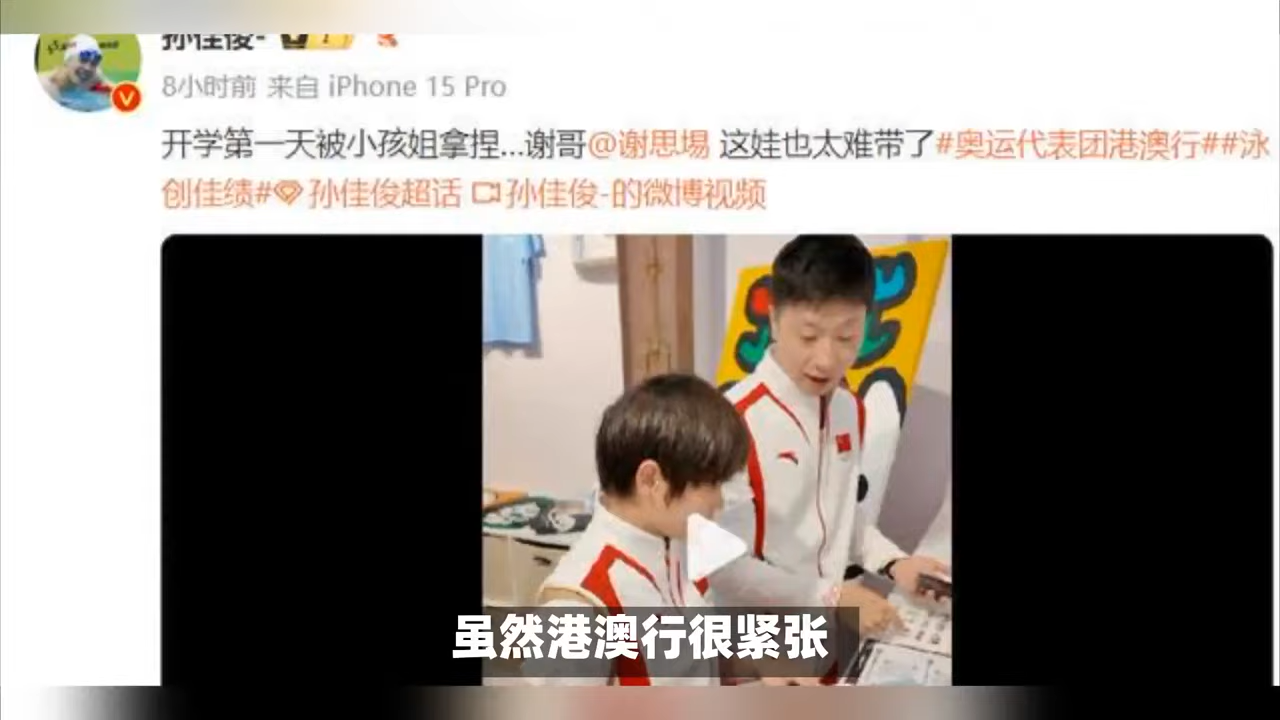 孙佳俊-
8小时前 来自 iPhone 15 Pro
开学第一天被小孩姐拿捏...谢哥@谢思埸 这娃也太难带了#奥运代表团港澳行##泳
创佳绩# 孙佳俊超话 孙佳俊-的微博视频
虽然港澳行很紧张